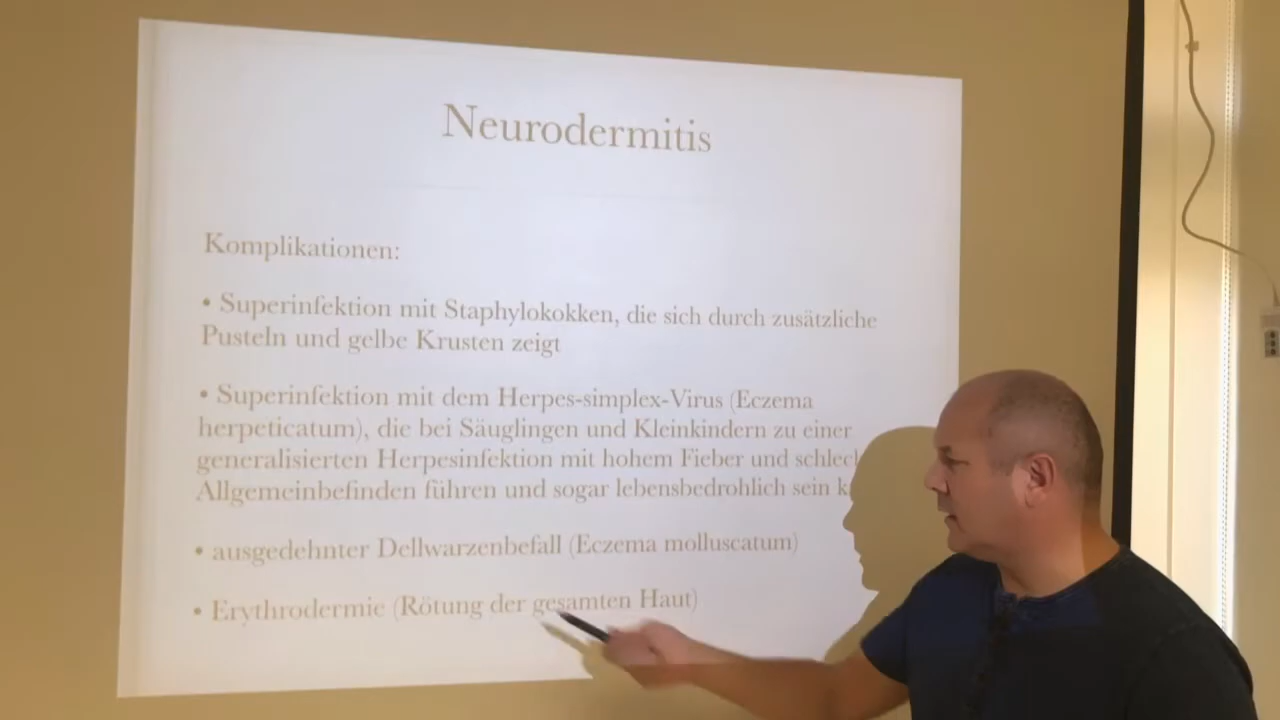 Neurodermitis
Komplikationen:
• Superinfektion mit Staphylokokken, die sich durch zusätzliche
Pusteln und gelbe Krusten zeigt
• Superinfektion mit dem Herpes-simplex-Virus (Eczema
herpeticatum), die bei Säuglingen und Kleinkindern zu einer
generalisierten Herpesinfektion mit hohem Fieber und
Allgemeinbefinden führen und sogar lebensbedrohlich sein
• ausgedehnter Dellwarzenbefall (Eczema molluscatum)
• Erythrodermie (Rötung der gesamten Haut)